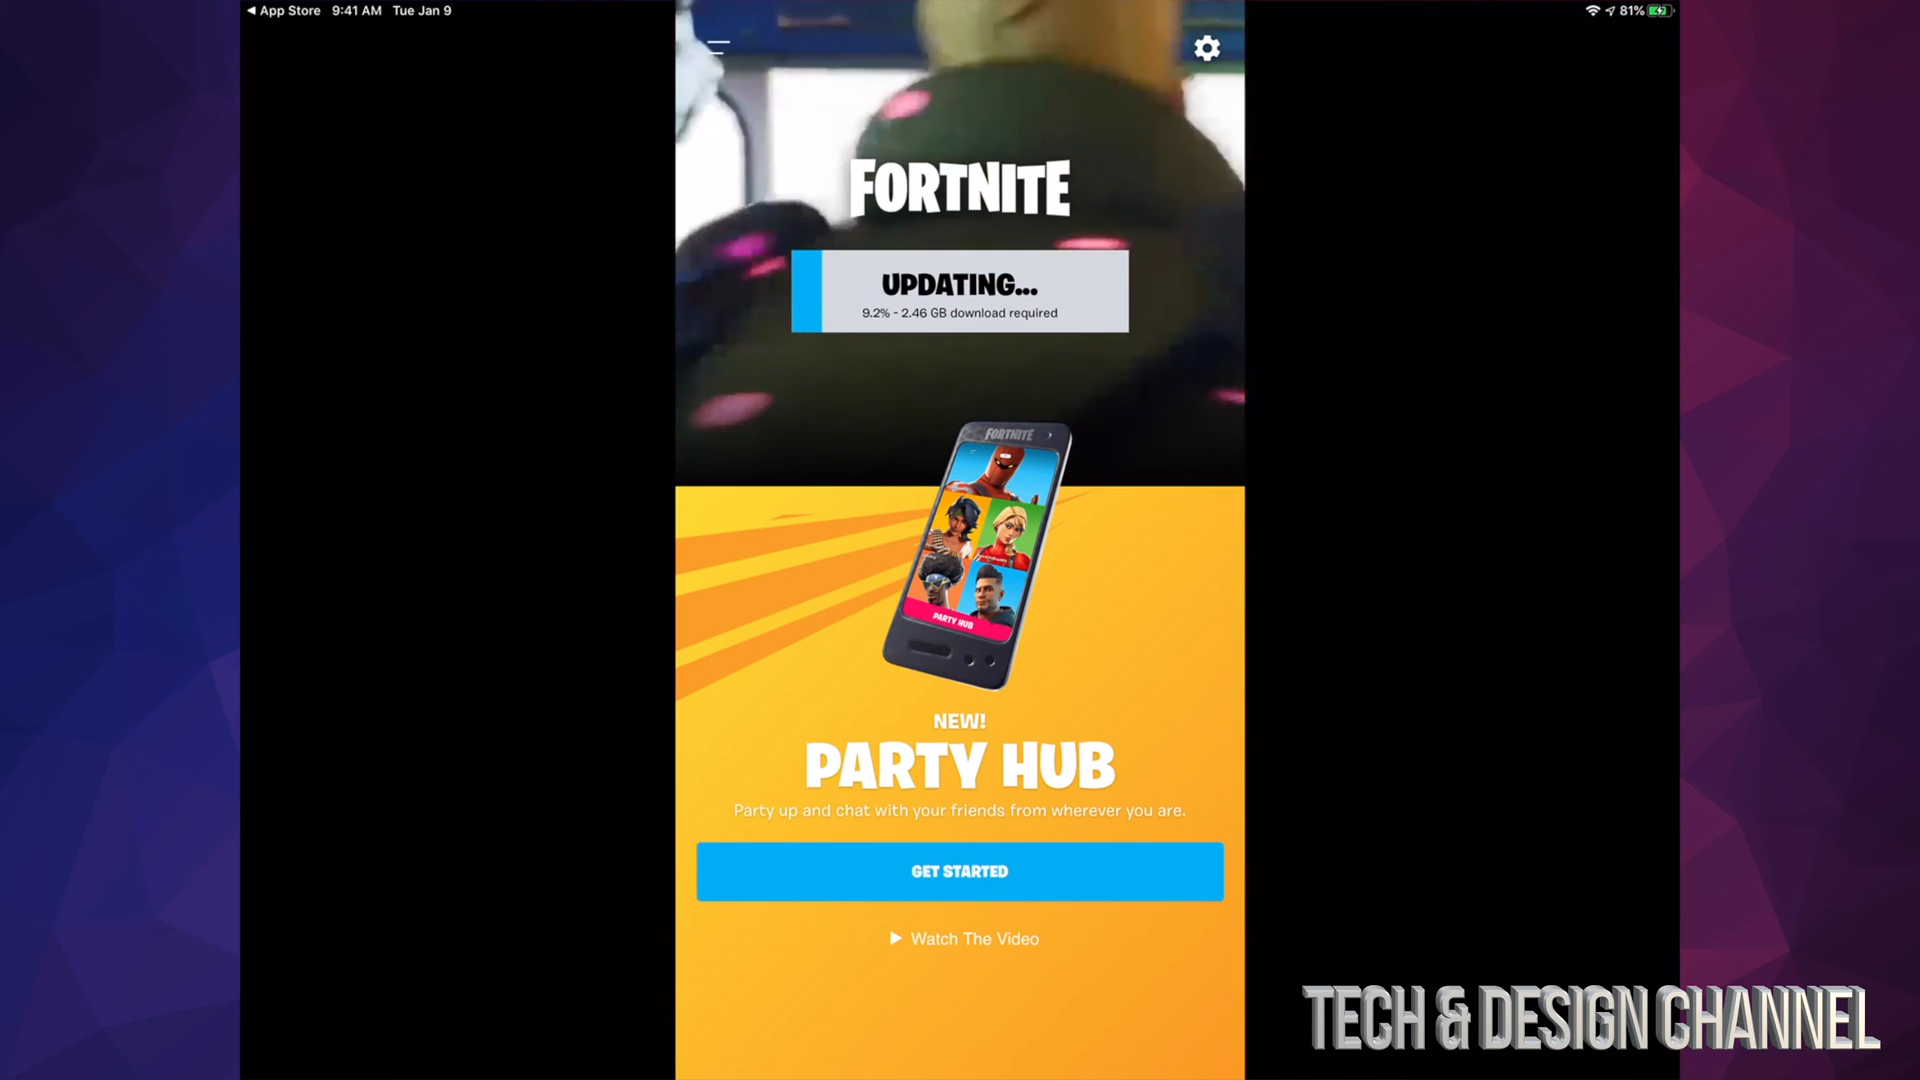 App Store 9:41 AM Tue Jan 9
81%
FORTNITE
UPDATING...
9.2% - 2.46 GB download required
FORTNITE
PARTY HUB
NEW!
PARTY HUB
Party up and chat with your friends from wherever you are.
GET STARTED
Watch The Video
TECH & DESIGN CHANNEL